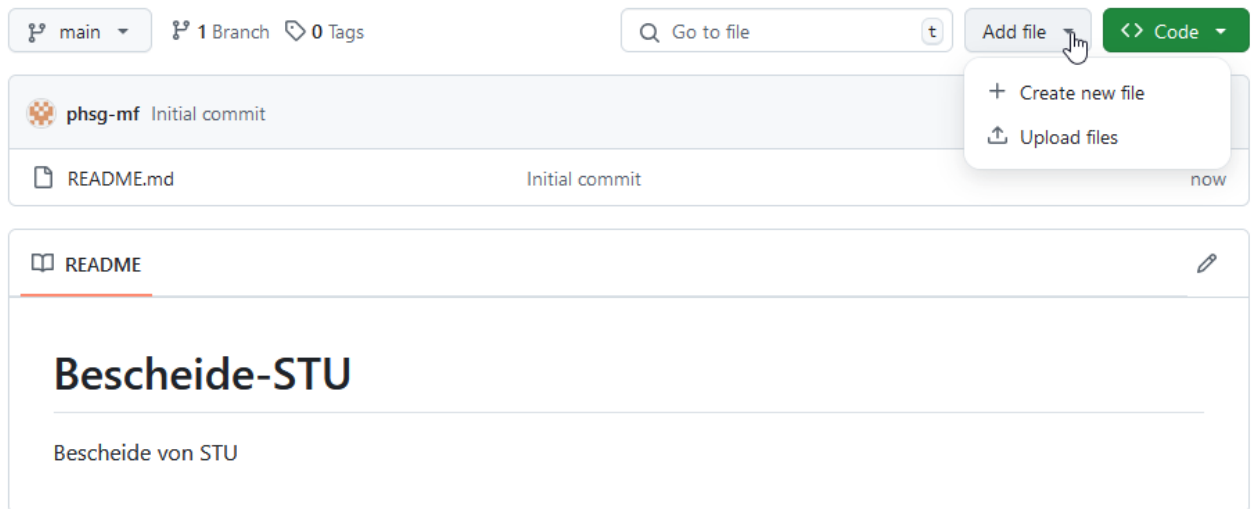 main 1 Branch 0 Tags Go to file t Add file Code
Create new file
phsg-mf Initial commit
Upload files
README.md Initial commit now
README
Bescheide-STU
Bescheide von STU